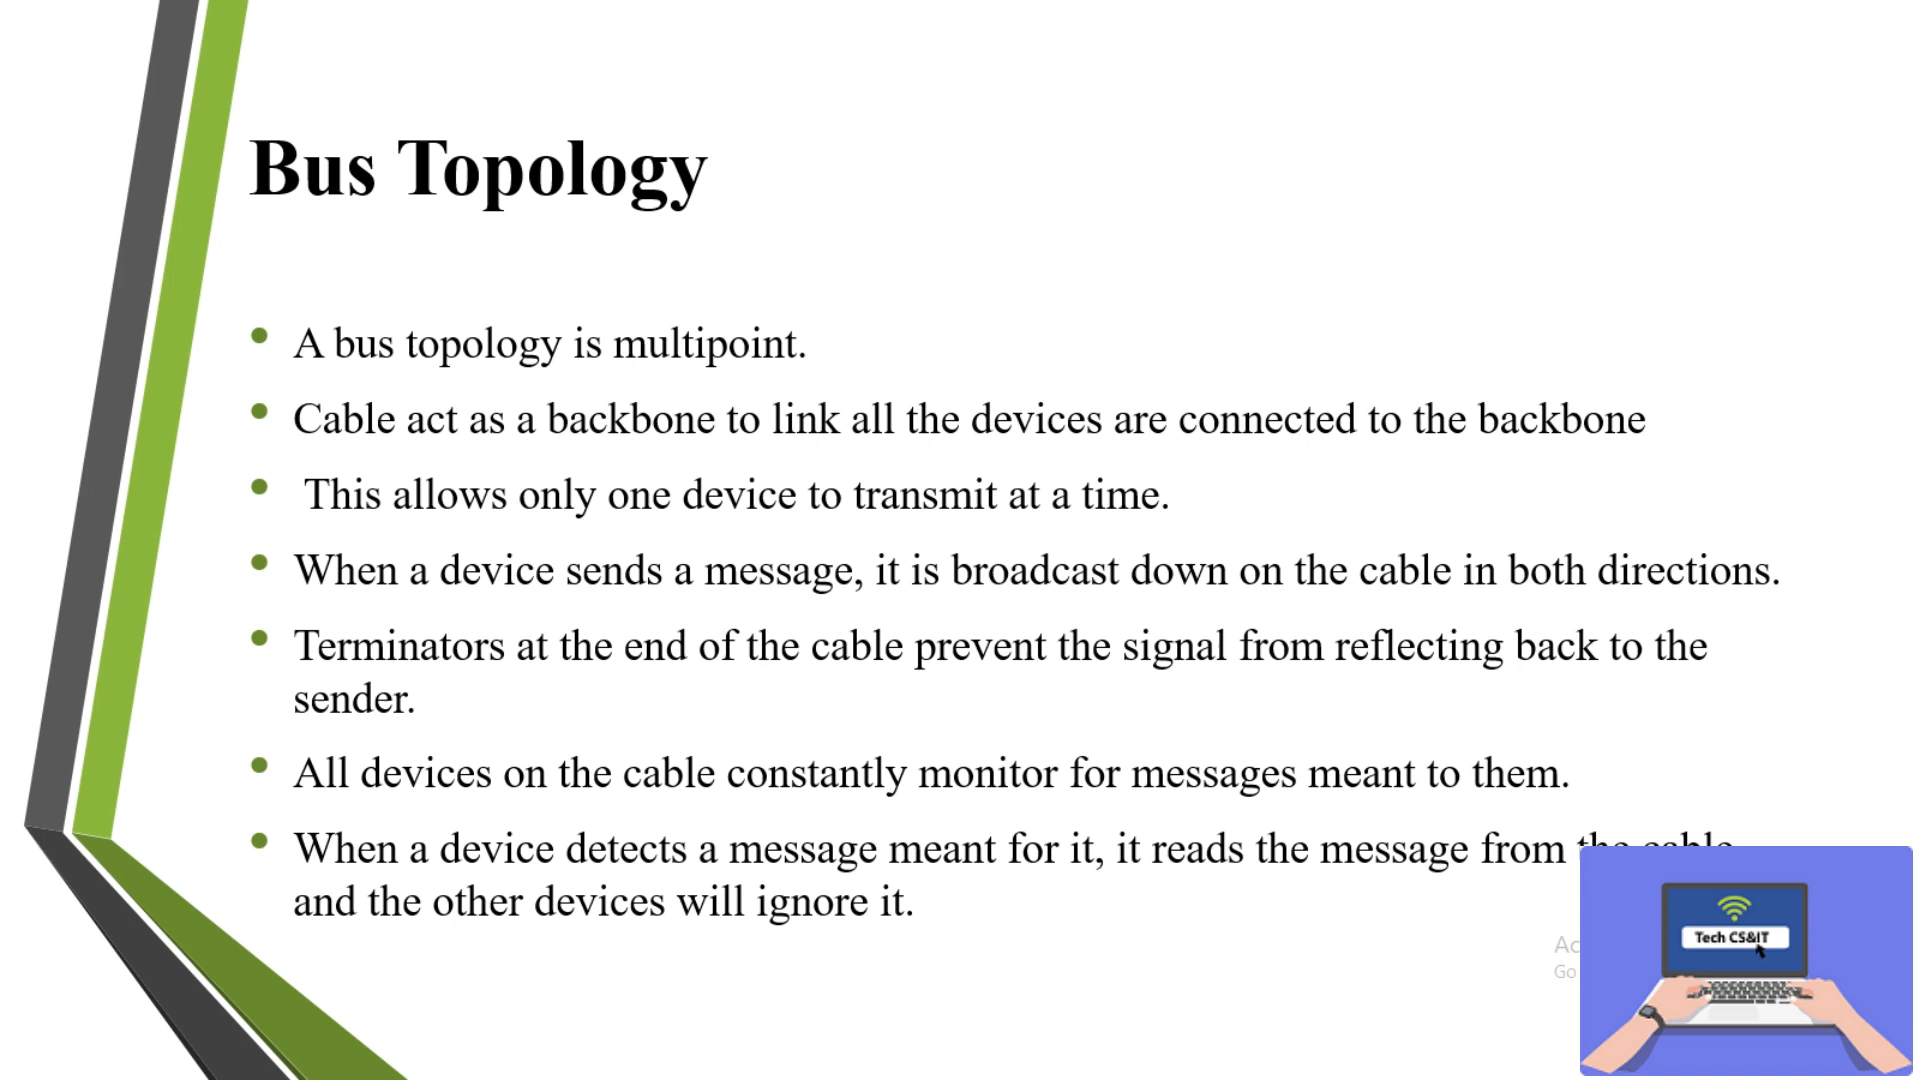 Bus Topology
• A bus topology is multipoint.
• Cable act as a backbone to link all the devices are connected to the backbone
• This allows only one device to transmit at a time.
• When a device sends a message, it is broadcast down on the cable in both directions.
• Terminators at the end of the cable prevent the signal from reflecting back to the
sender.
• All devices on the cable constantly monitor for messages meant to them.
• When a device detects a message meant for it, it reads the message from the cable
and the other devices will ignore it.
Tech CS&IT
Go